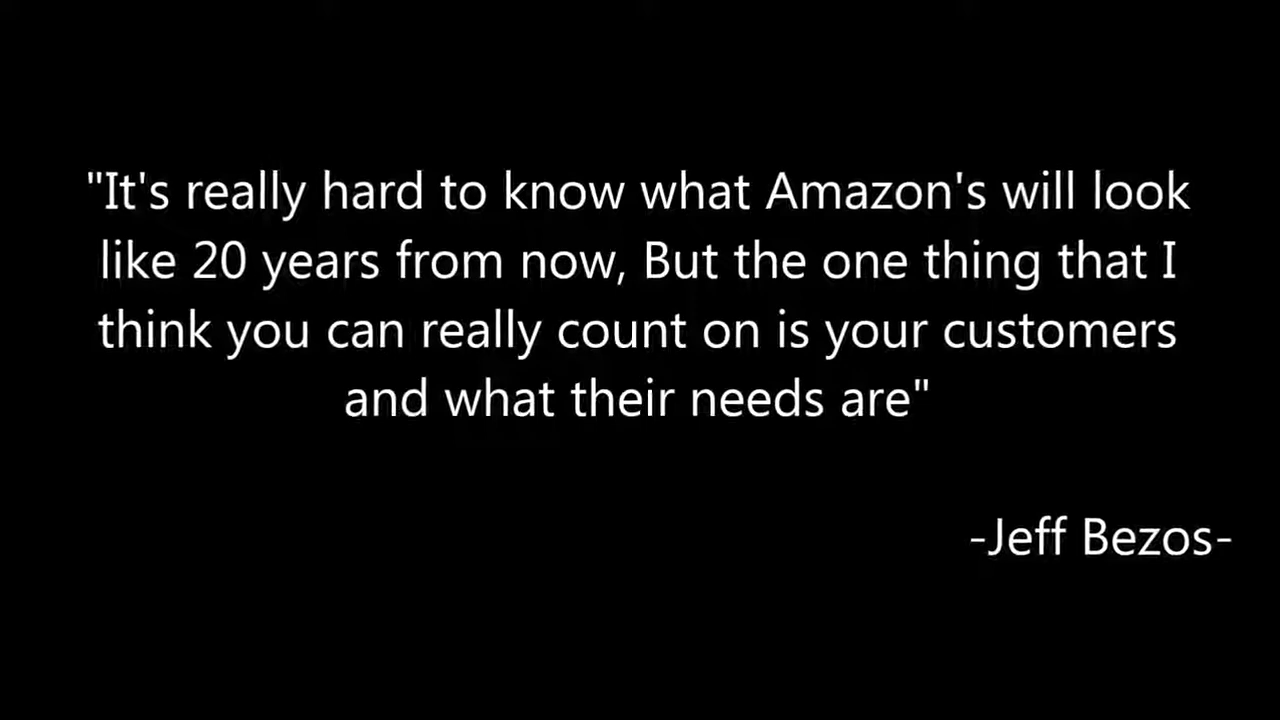 "It's really hard to know what Amazon's will look
like 20 years from now, But the one thing that I
think you can really count on is your customers
and what their needs are"
-Jeff Bezos-